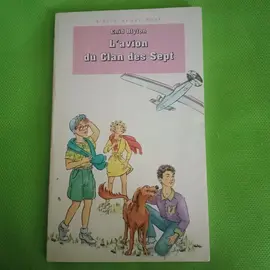 Enid Blyton
L'avion
du Clan des Sept